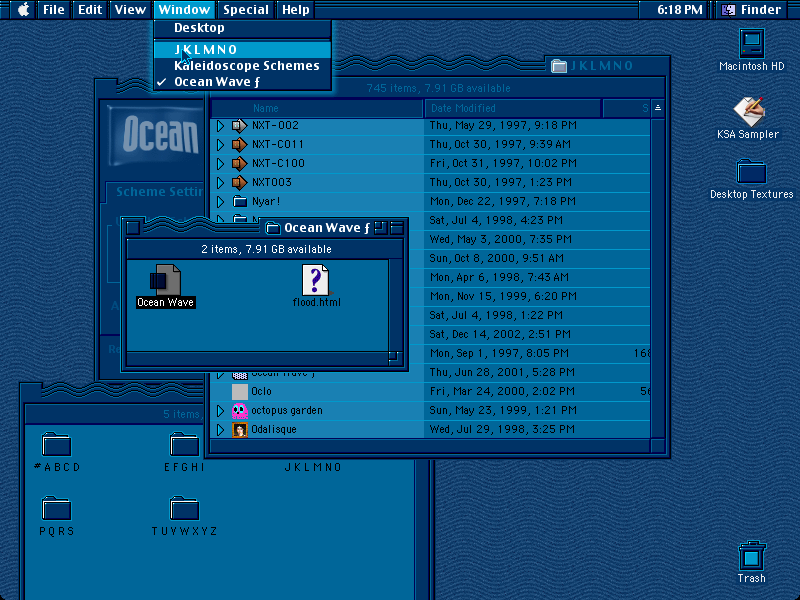 File Edit View Window Special Help 6:18 PM Finder
Desktop
J K L M N O
Kaleidoscope Schemes
✓ Ocean Wave ƒ
Macintosh HD
KSA Sampler
Desktop Textures
Trash
J K L M N O
745 items, 7.91 GB available
Name Date Modified S
NXT-002 Thu, May 29, 1997, 9:18 PM
NXT-C011 Thu, Oct 30, 1997, 9:39 AM
NXT-C100 Fri, Oct 31, 1997, 10:02 PM
NXT003 Thu, Oct 30, 1997, 1:23 PM
Nyar! Mon, Dec 22, 1997, 7:18 PM
Sat, Jul 4, 1998, 4:23 PM
Wed, May 3, 2000, 7:35 PM
Sun, Oct 8, 2000, 9:51 AM
Mon, Apr 6, 1998, 7:43 AM
Mon, Nov 15, 1999, 6:20 PM
Sat, Jul 4, 1998, 1:22 PM
Sat, Dec 14, 2002, 2:51 PM
Mon, Sep 1, 1997, 8:05 PM 168
Ocean Wave ƒ Thu, Jun 28, 2001, 5:28 PM
Oclo Fri, Mar 24, 2000, 2:02 PM 56
octopus garden Sun, May 23, 1999, 1:21 PM
Odalisque Wed, Jul 29, 1998, 3:25 PM
Ocean
Scheme Settin
Ocean Wave ƒ
2 items, 7.91 GB available
Ocean Wave
flood.html
5 items,
#ABCD
EFGHI
JKLMNO
PQRS
TUVWXYZ